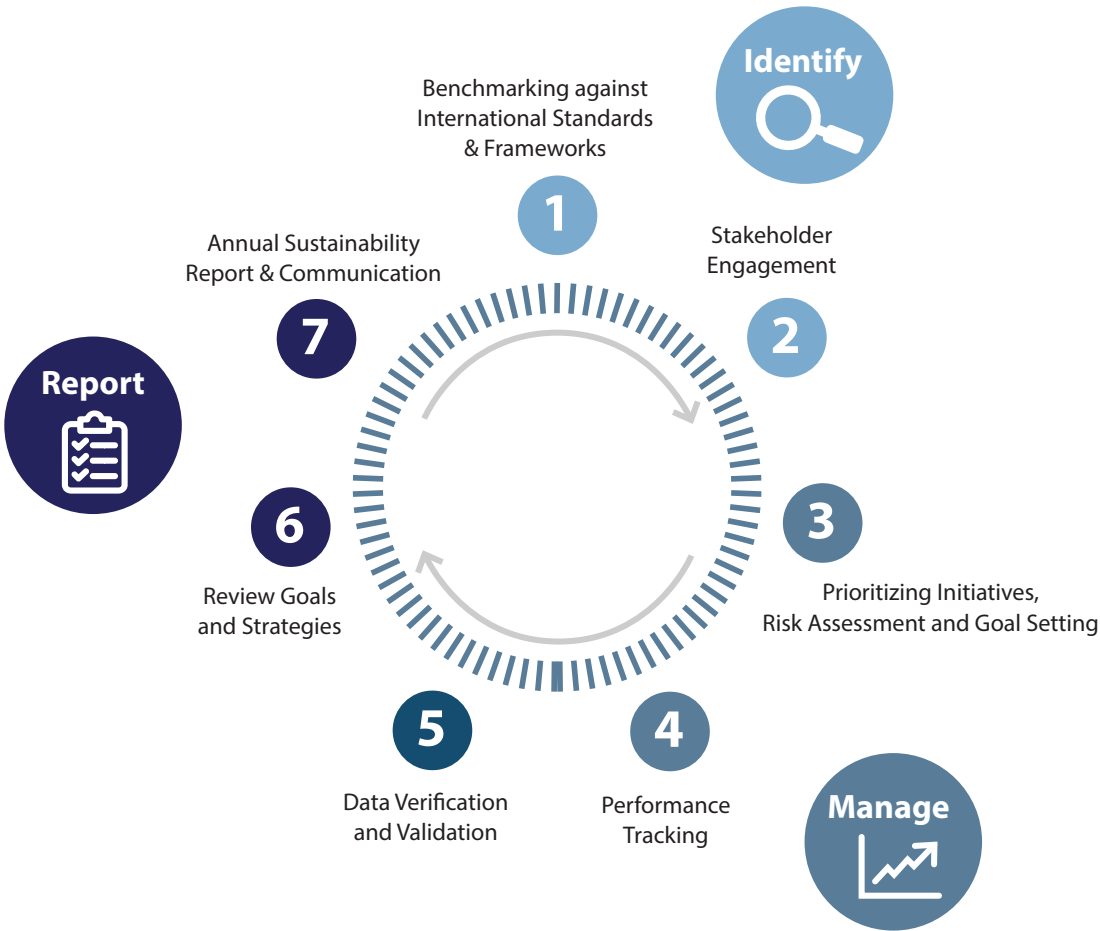 Identify
1
Benchmarking against
International Standards
& Frameworks
2
Stakeholder
Engagement
3
Prioritizing Initiatives,
Risk Assessment and Goal Setting
Manage
4
Performance
Tracking
5
Data Verification
and Validation
Report
6
Review Goals
and Strategies
7
Annual Sustainability
Report & Communication